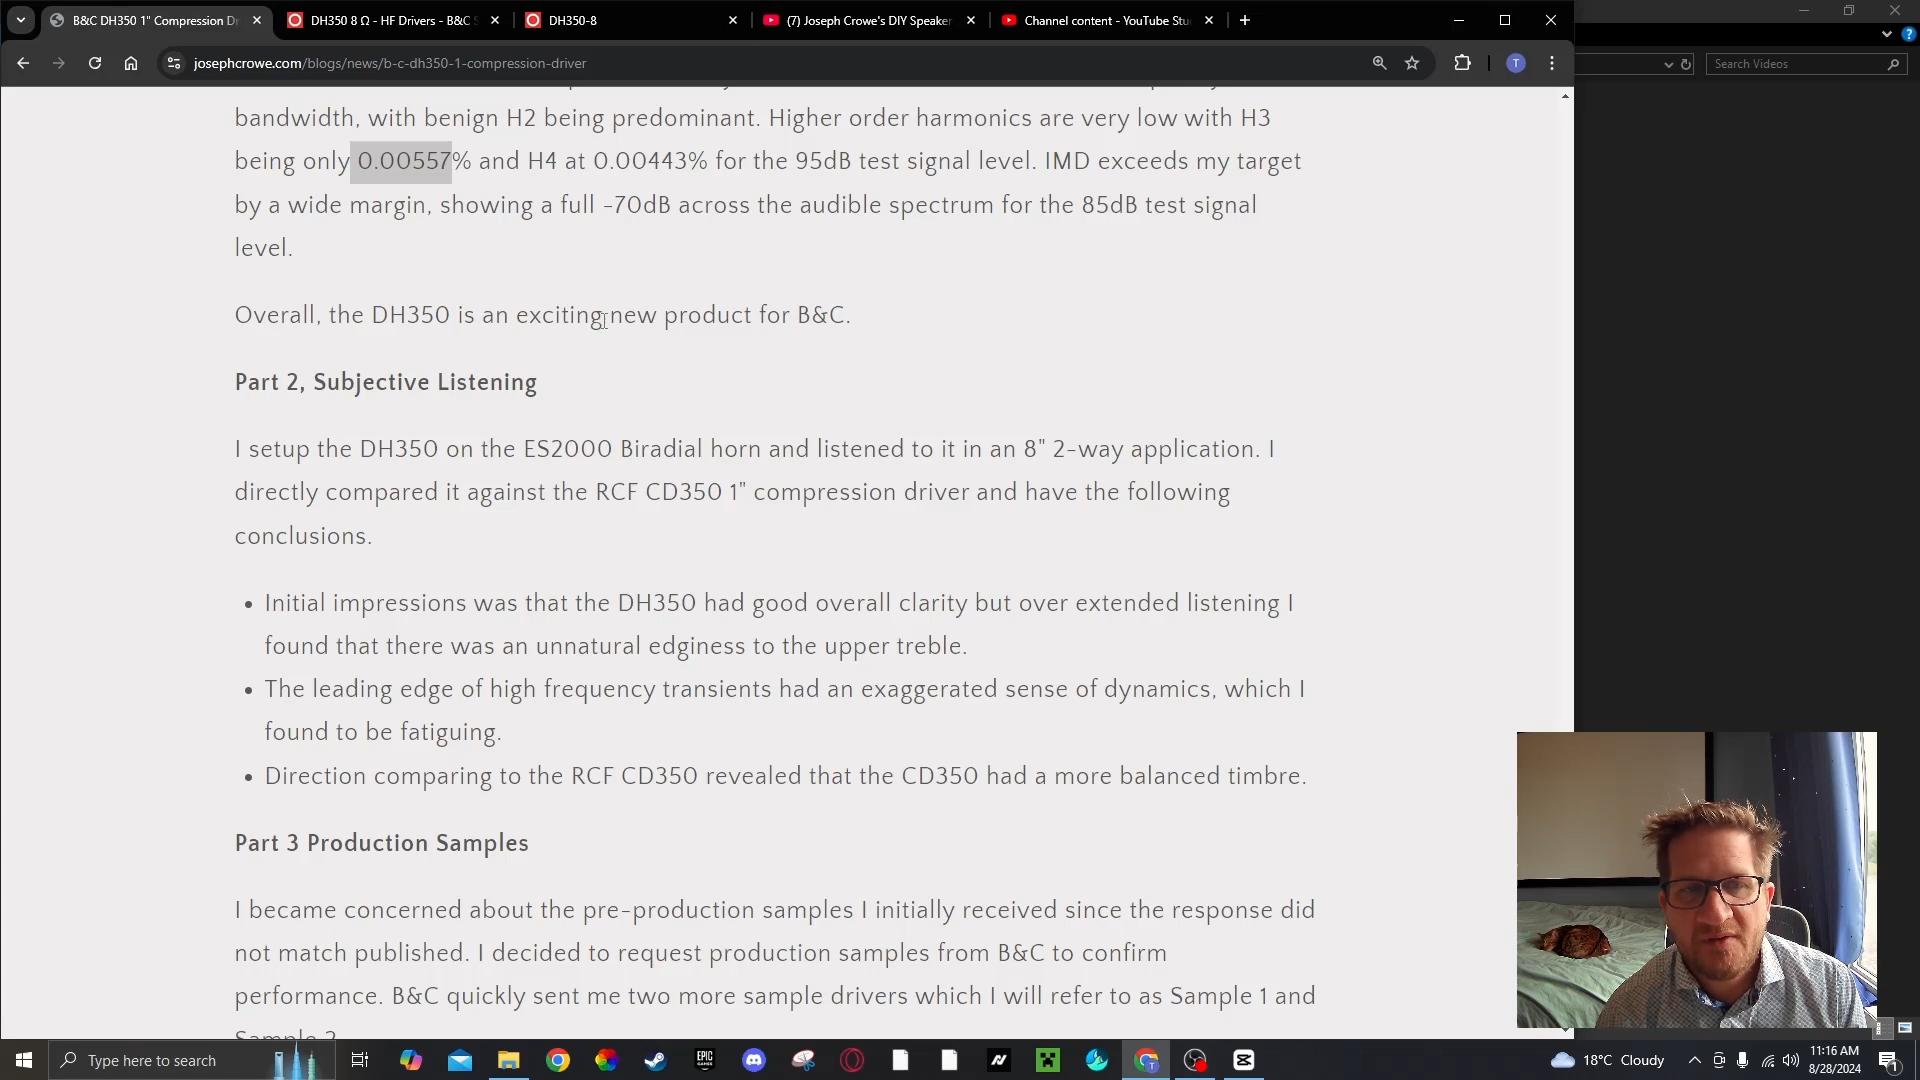 B&C DH350 1" Compression Dr
DH350 8 Ω - HF Drivers - B&C S
DH350-8
(7) Joseph Crowe's DIY Speaker
Channel content - YouTube Stu
josephcrowe.com/blogs/news/b-c-dh350-1-compression-driver
T
Search Videos
bandwidth, with benign H2 being predominant. Higher order harmonics are very low with H3
being only 0.00557% and H4 at 0.00443% for the 95dB test signal level. IMD exceeds my target
by a wide margin, showing a full -70dB across the audible spectrum for the 85dB test signal
level.
Overall, the DH350 is an exciting new product for B&C.
Part 2, Subjective Listening
I setup the DH350 on the ES2000 Biradial horn and listened to it in an 8" 2-way application. I
directly compared it against the RCF CD350 1" compression driver and have the following
conclusions.
• Initial impressions was that the DH350 had good overall clarity but over extended listening I
found that there was an unnatural edginess to the upper treble.
• The leading edge of high frequency transients had an exaggerated sense of dynamics, which I
found to be fatiguing.
• Direction comparing to the RCF CD350 revealed that the CD350 had a more balanced timbre.
Part 3 Production Samples
I became concerned about the pre-production samples I initially received since the response did
not match published. I decided to request production samples from B&C to confirm
performance. B&C quickly sent me two more sample drivers which I will refer to as Sample 1 and
Sample 2
Type here to search
EPIC GAMES
T
18°C Cloudy
11:16 AM
8/28/2024
1